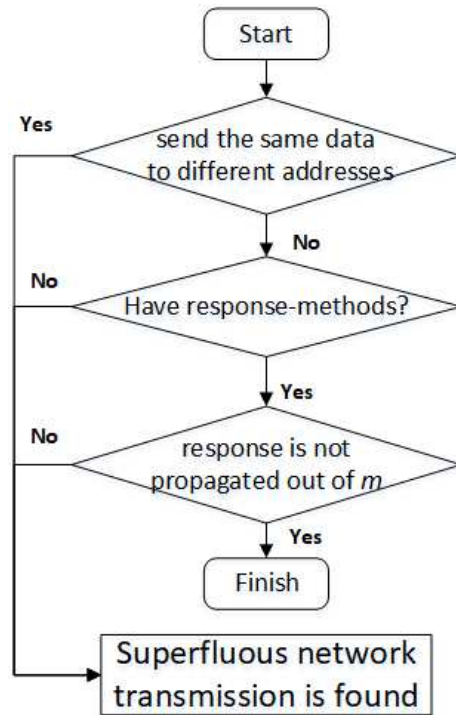 Start
Yes
send the same data
to different addresses
No
No
Have response-methods?
Yes
No
response is not
propagated out of m
Yes
Finish
Superfluous network
transmission is found